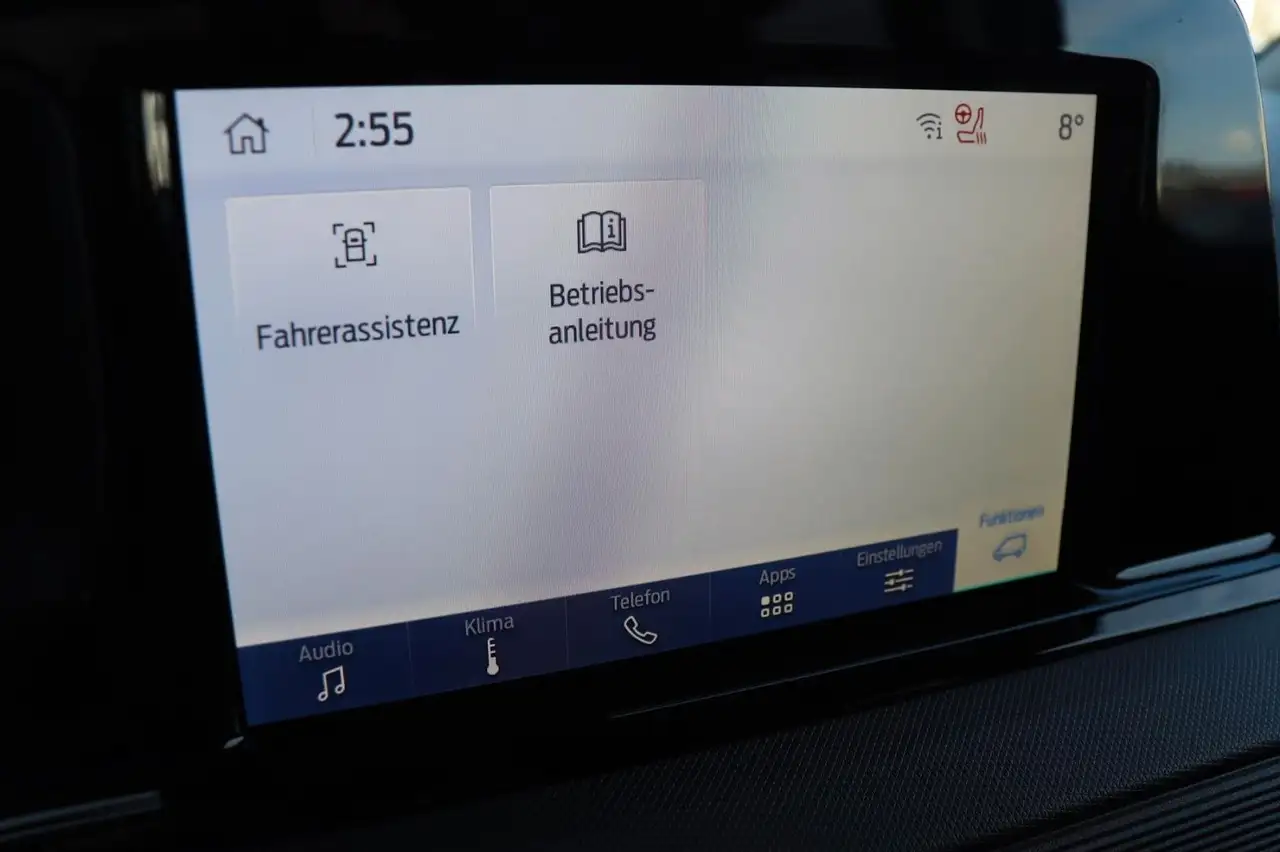 2:55
8°
Fahrerassistenz
Betriebs-
anleitung
Audio
Klima
Telefon
Apps
Einstellungen
Funktionen